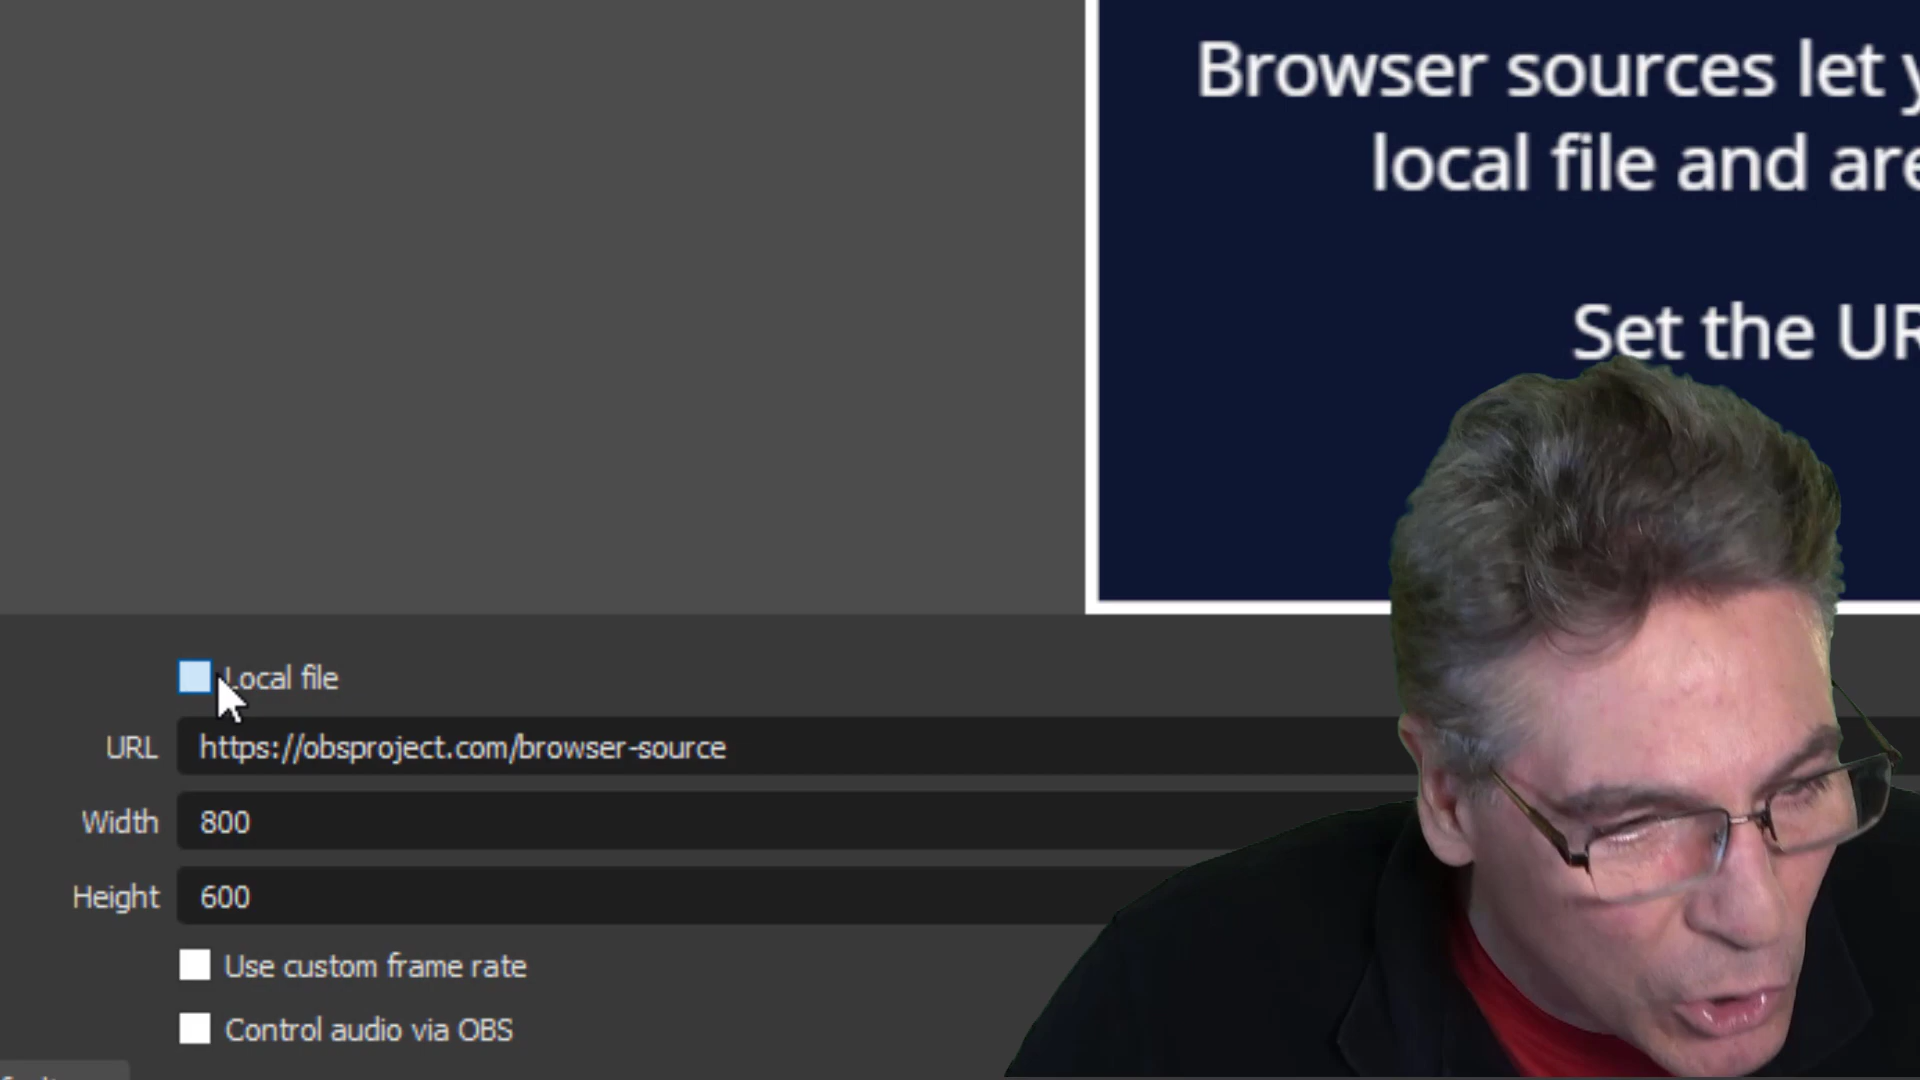 Browser sources let
local file and are
Set the
Local file
URL https://obsproject.com/browser-source
Width 800
Height 600
Use custom frame rate
Control audio via OBS